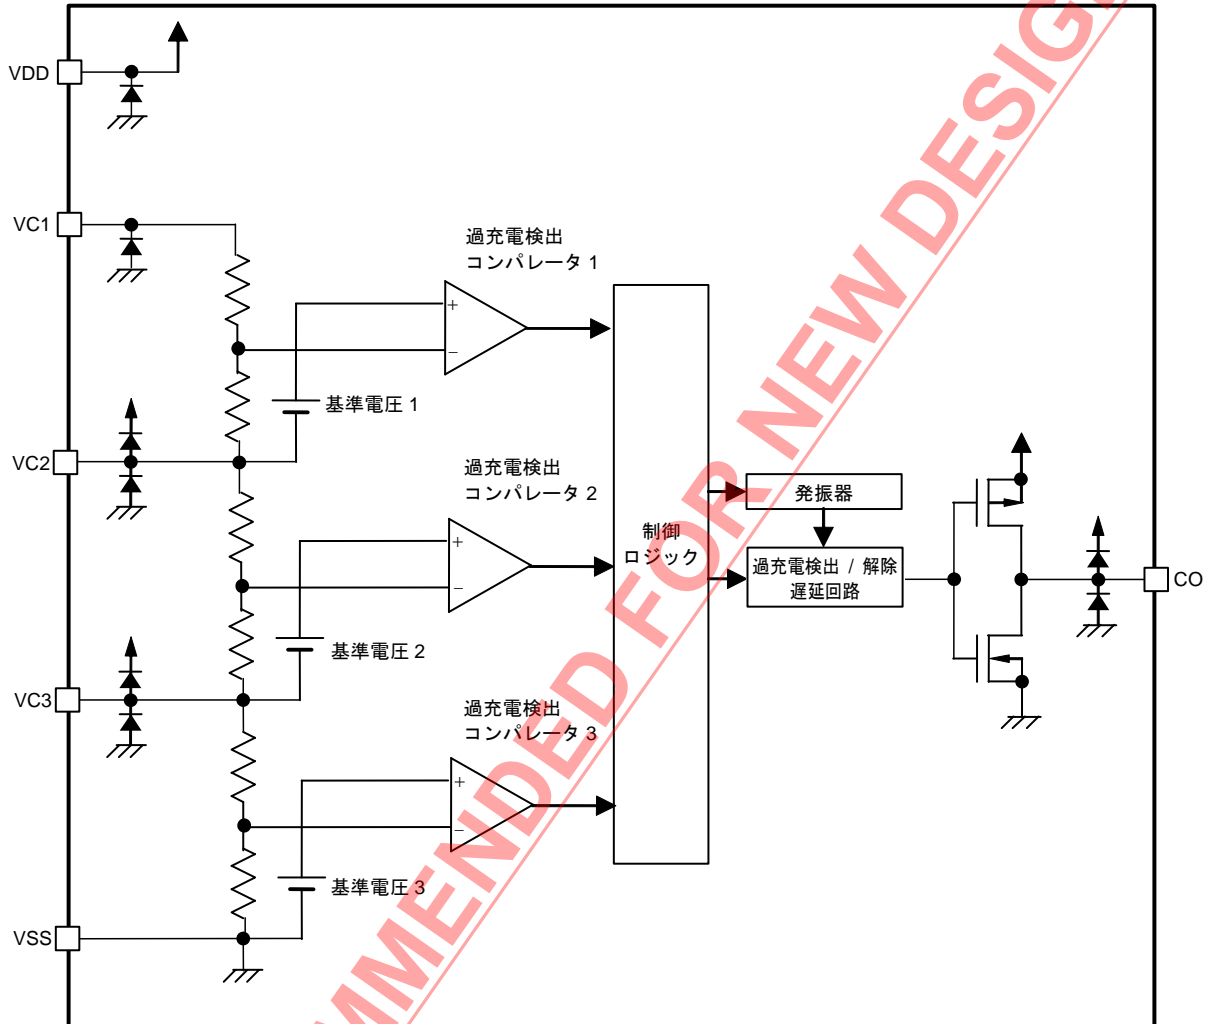 VDD
VC1
過充電検出
コンパレータ 1
+
−
基準電圧 1
VC2
過充電検出
コンパレータ 2
+
−
基準電圧 2
制御
ロジック
発振器
過充電検出 / 解除
遅延回路
CO
VC3
過充電検出
コンパレータ 3
+
−
基準電圧 3
VSS
MMENDED FOR NEW DESIG